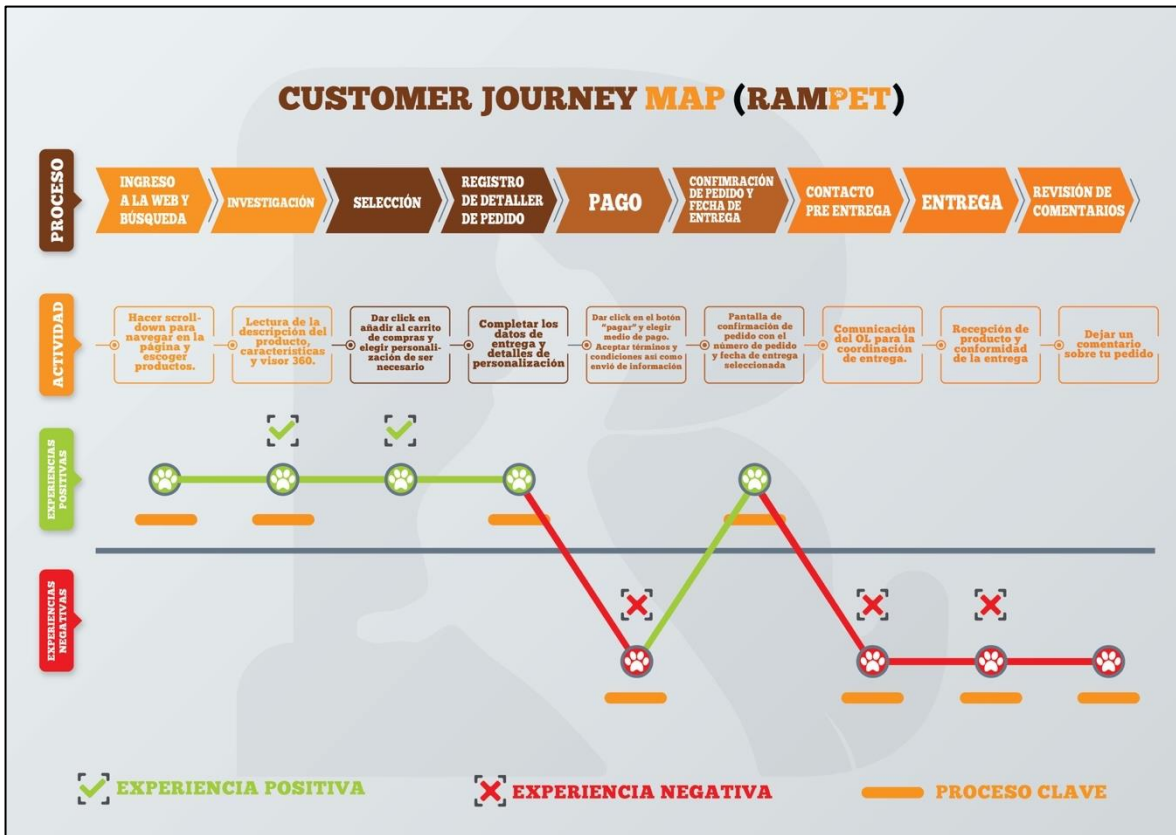 CUSTOMER JOURNEY MAP (RAMPET)
PROCESO
INGRESO
A LA WEB Y
BÚSQUEDA
INVESTIGACIÓN
SELECCIÓN
REGISTRO
DE DETALLER
DE PEDIDO
PAGO
CONFIMRACIÓN
DE PEDIDO Y
FECHA DE
ENTREGA
CONTACTO
PRE ENTREGA
ENTREGA
REVISIÓN DE
COMENTARIOS
ACTIVIDAD
Hacer scroll-
down para
navegar en la
página y
escoger
productos.
Lectura de la
descripción del
producto,
características
y visor 360.
Dar click en
añadir al carrito
de compras y
elegir personali-
zación de ser
necesario
Completar los
datos de
entrega y
detalles de
personalización
Dar click en el botón
"pagar" y elegir
medio de pago.
Aceptar término y
condiciones así como
envió de información
Pantalla de
confirmación de
pedido con el
número de pedido
y fecha de entrega
seleccionada
Comunicación
del OL para la
coordinación
de entrega.
Recepción de
producto y
conformidad
de la entrega
Dejar un
comentario
sobre tu pedido
EXPERIENCIAS
POSITIVAS
EXPERIENCIAS
NEGATIVAS
EXPERIENCIA POSITIVA
EXPERIENCIA NEGATIVA
PROCESO CLAVE